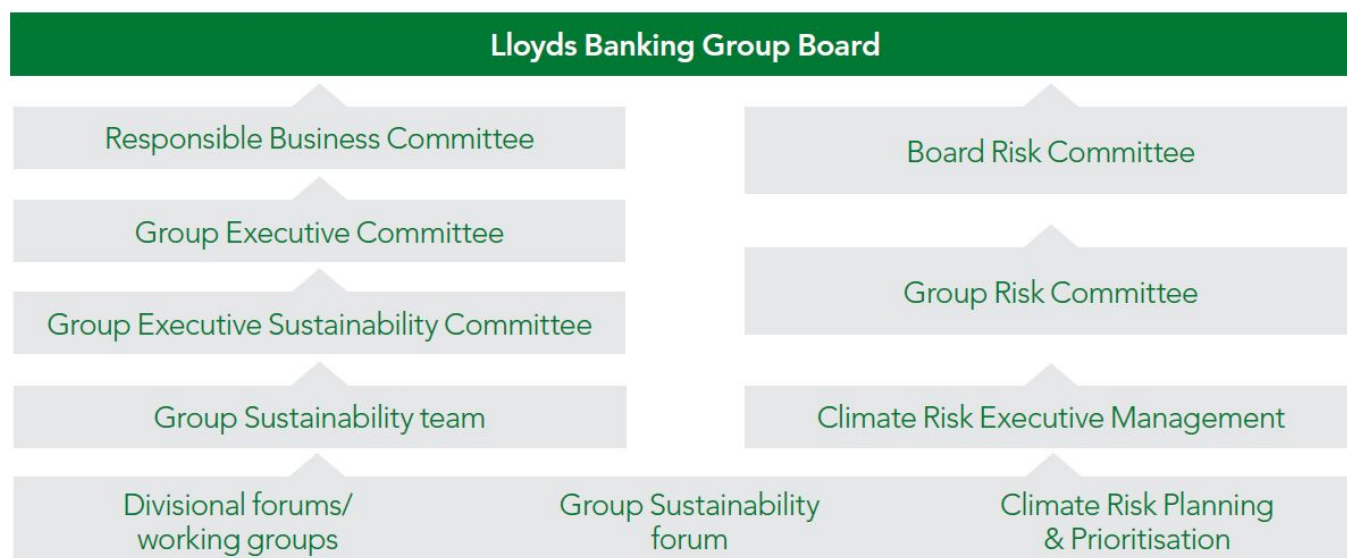 Lloyds Banking Group Board
Responsible Business Committee
Group Executive Committee
Group Executive Sustainability Committee
Group Sustainability team
Board Risk Committee
Group Risk Committee
Climate Risk Executive Management
Divisional forums/
working groups
Group Sustainability
forum
Climate Risk Planning
& Prioritisation